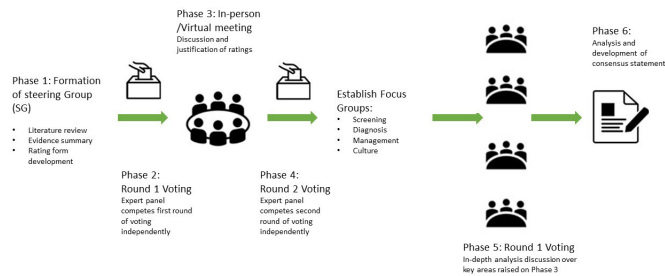 Phase 1: Formation
of steering Group
(SG)
• Literature review
• Evidence summary
• Rating form
development
Phase 2:
Round 1 Voting
Expert panel
competes first round
of voting
independently
Phase 3: In-person
/Virtual meeting
Discussion and
justification of ratings
Phase 4:
Round 2 Voting
Expert panel
competes second
round of voting
independently
Establish Focus
Groups:
• Screening
• Diagnosis
• Management
• Culture
Phase 5: Round 1 Voting
In-depth analysis discussion over
key areas raised on Phase 3
Phase 6:
Analysis and
development of
consensus statement